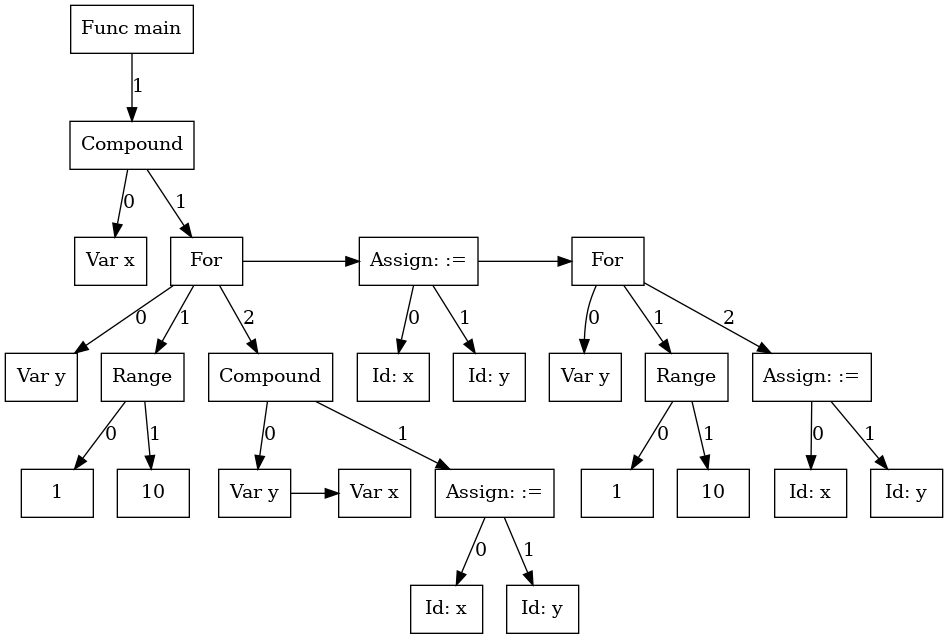 Func main
1
Compound
0
1
Var x
For
Assign: :=
For
0
1
2
0
1
0
1
2
Var y
Range
Compound
Id: x
Id: y
Var y
Range
Assign: :=
0
1
0
1
0
1
0
1
1
10
Var y
Var x
Assign: :=
1
10
Id: x
Id: y
0
1
Id: x
Id: y